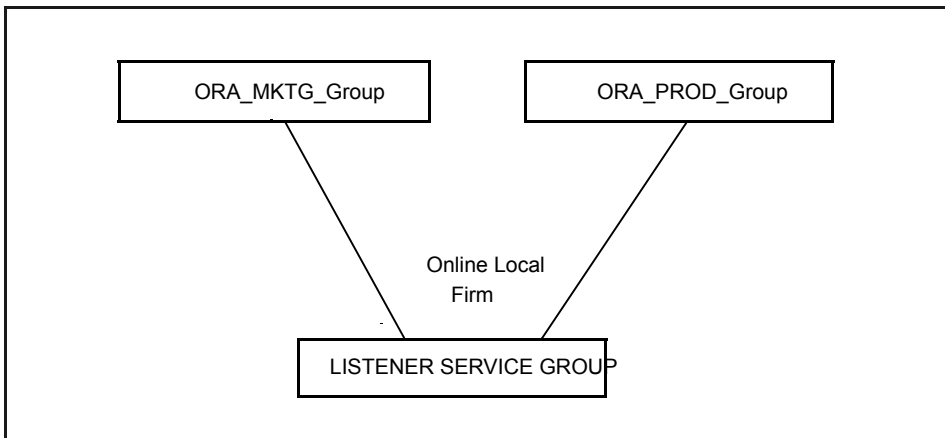 ORA_MKTG_Group
ORA_PROD_Group
Online Local
Firm
LISTENER SERVICE GROUP